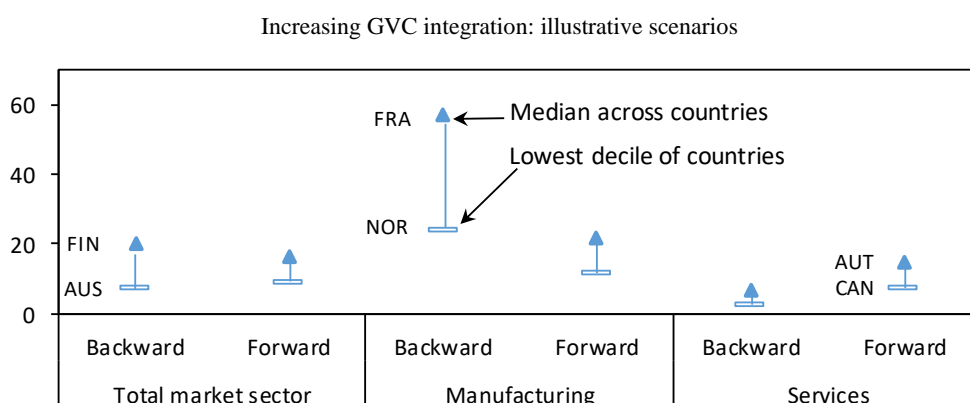 Increasing GVC integration: illustrative scenarios
60
40
20
0
FRA
Median across countries
Lowest decile of countries
NOR
FIN
AUS
AUT
CAN
Backward Forward Backward Forward Backward Forward
Total market sector Manufacturing Services